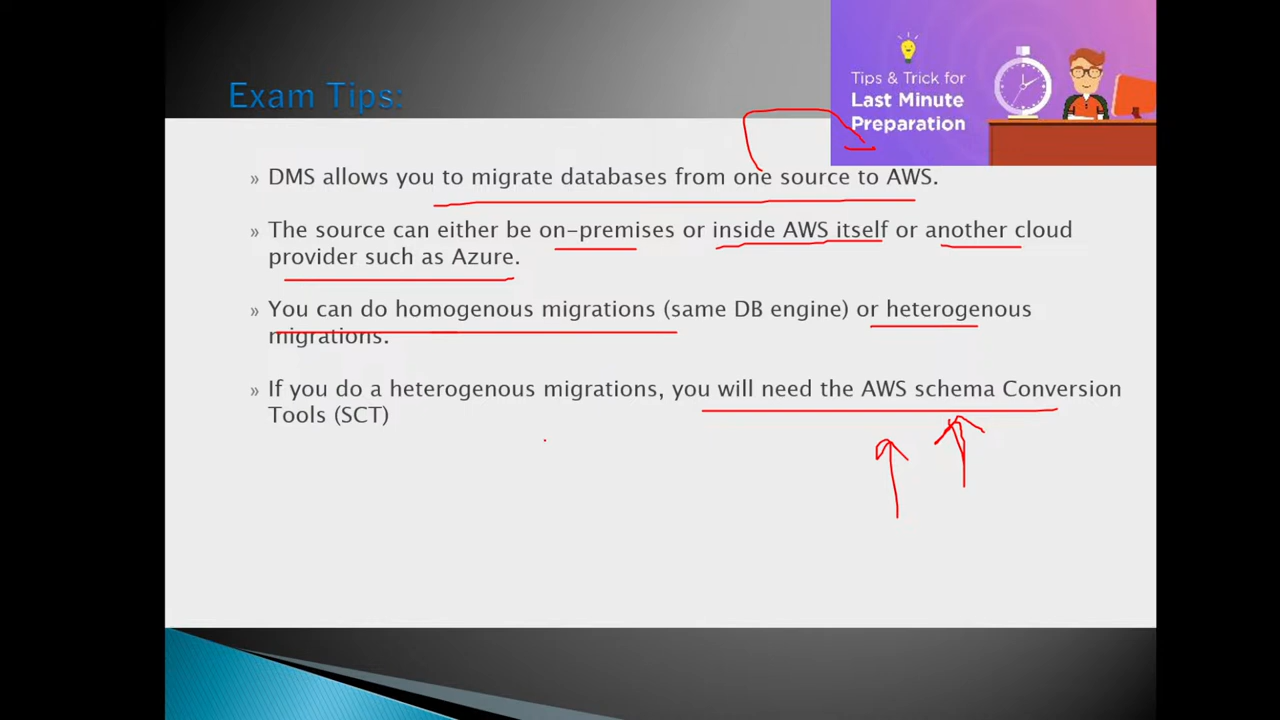 Exam Tips:
Tips & Trick for
Last Minute
Preparation
» DMS allows you to migrate databases from one source to AWS.
» The source can either be on-premises or inside AWS itself or another cloud
provider such as Azure.
» You can do homogenous migrations (same DB engine) or heterogenous
migrations.
» If you do a heterogenous migrations, you will need the AWS schema Conversion
Tools (SCT)